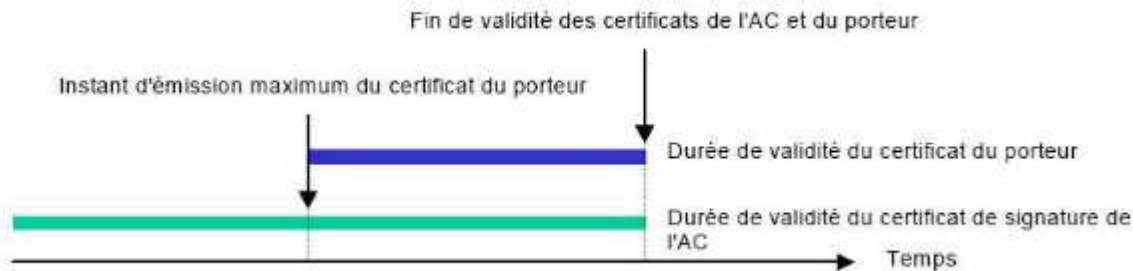 Fin de validité des certificats de l'AC et du porteur
Instant d'émission maximum du certificat du porteur
Durée de validité du certificat du porteur
Durée de validité du certificat de signature de
l'AC
Temps